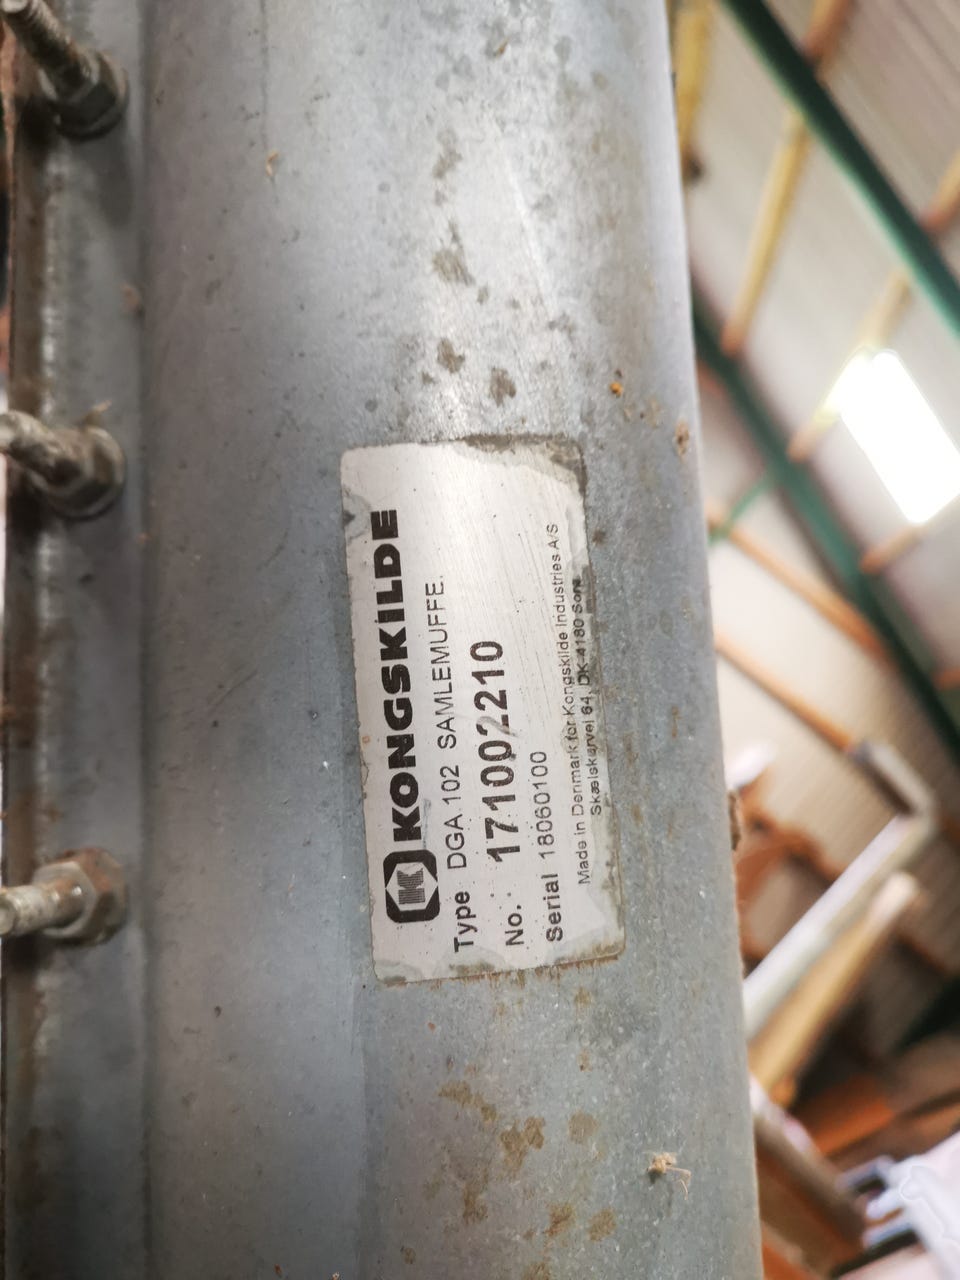 KONGSKILDE
Type DGA.102 SAMLEMUFFE.
No. 171002210
Serial 18060100
Made in Denmark for Kongskilde Industries A/S
Skælskørvej 64, DK-4180 Sorø